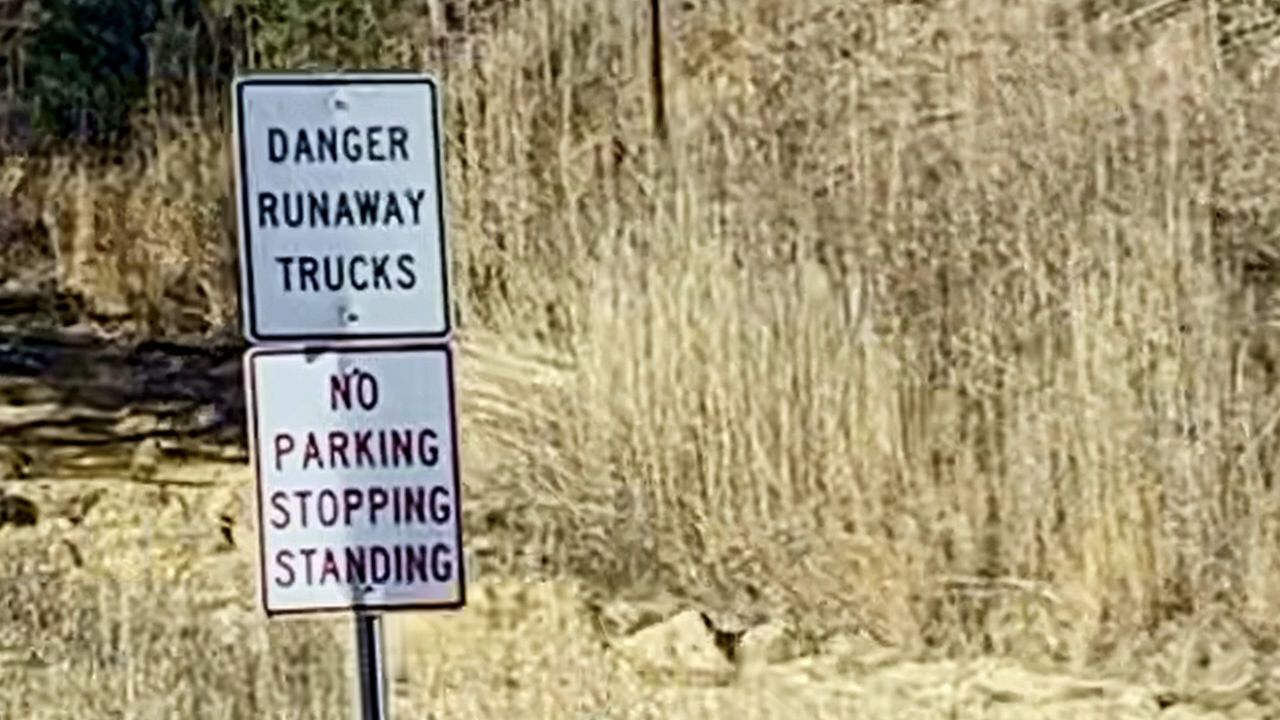 DANGER
RUNAWAY
TRUCKS
NO
PARKING
STOPPING
STANDING